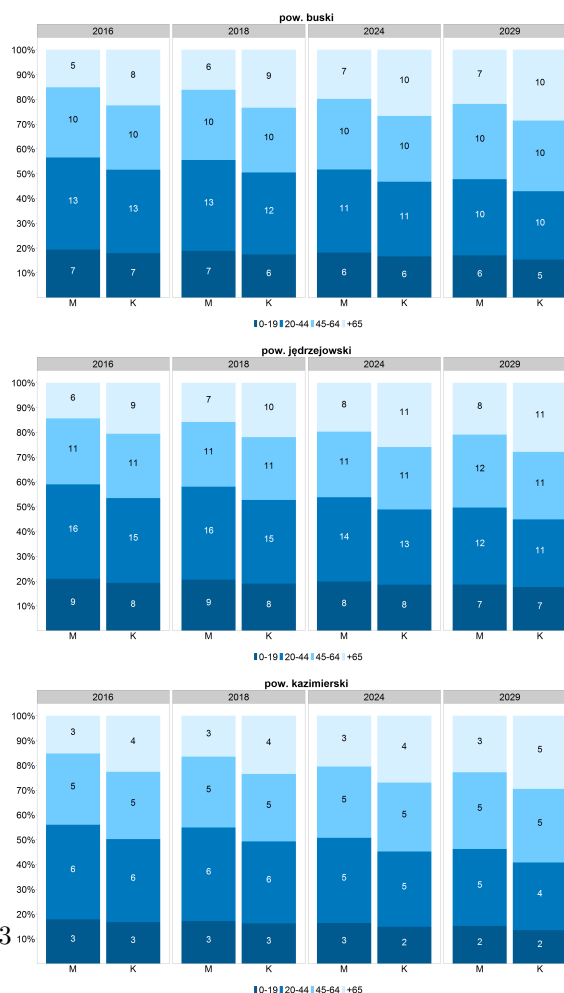 pow. buski
2016 2018 2024 2029
100%
90%
80%
70%
60%
50%
40%
30%
20%
10%
5 8 6 9 7 10 7 10
10 10 10 10 10 10 10 10
13 13 13 12 11 11 10 10
7 7 7 6 6 6 6 5
M K M K M K M K
0-19 20-44 45-64 +65
pow. jędrzejowski
2016 2018 2024 2029
100%
90%
80%
70%
60%
50%
40%
30%
20%
10%
6 9 7 10 8 11 8 11
11 11 11 11 11 11 12 11
16 15 16 15 14 13 12 11
9 8 9 8 8 8 7 7
M K M K M K M K
0-19 20-44 45-64 +65
pow. kazimierski
2016 2018 2024 2029
100%
90%
80%
70%
60%
50%
40%
30%
20%
10%
3 4 3 4 3 4 3 5
5 5 5 5 5 5 5 5
6 6 6 6 5 5 5 4
3 3 3 3 3 2 2 2
3
M K M K M K M K
0-19 20-44 45-64 +65